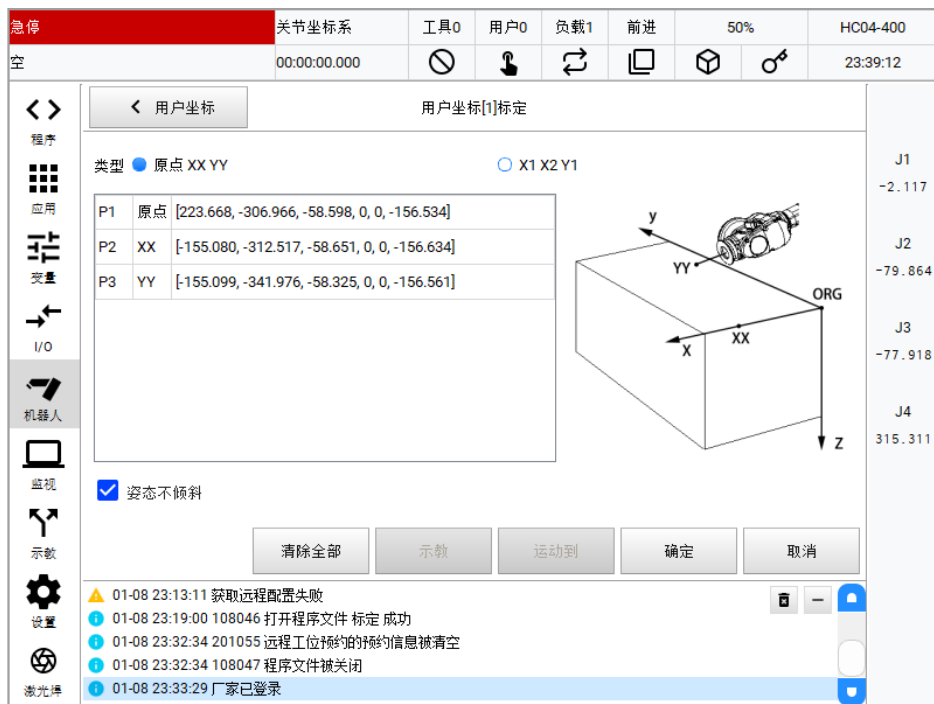 急停 关节坐标系 工具0 用户0 负载1 前进 50% HC04-400
空 00:00:00.000 23:39:12
程序
应用
变量
I/O
机器人
监视
示教
设置
激光焊
用户坐标 用户坐标[1]标定
类型 原点 XX YY X1 X2 Y1
P1 原点 [223.668, -306.966, -58.598, 0, 0, -156.534]
P2 XX [-155.080, -312.517, -58.651, 0, 0, -156.634]
P3 YY [-155.099, -341.976, -58.325, 0, 0, -156.561]
y
YY
ORG
XX
X
Z
姿态不倾斜
清除全部 示教 运动到 确定 取消
01-08 23:13:11 获取远程配置失败
01-08 23:19:00 108046 打开程序文件 标定 成功
01-08 23:32:34 201055 远程工位预约的预约信息被清空
01-08 23:32:34 108047 程序文件被关闭
01-08 23:33:29 厂家已登录
J1
-2.117
J2
-79.864
J3
-77.918
J4
315.311